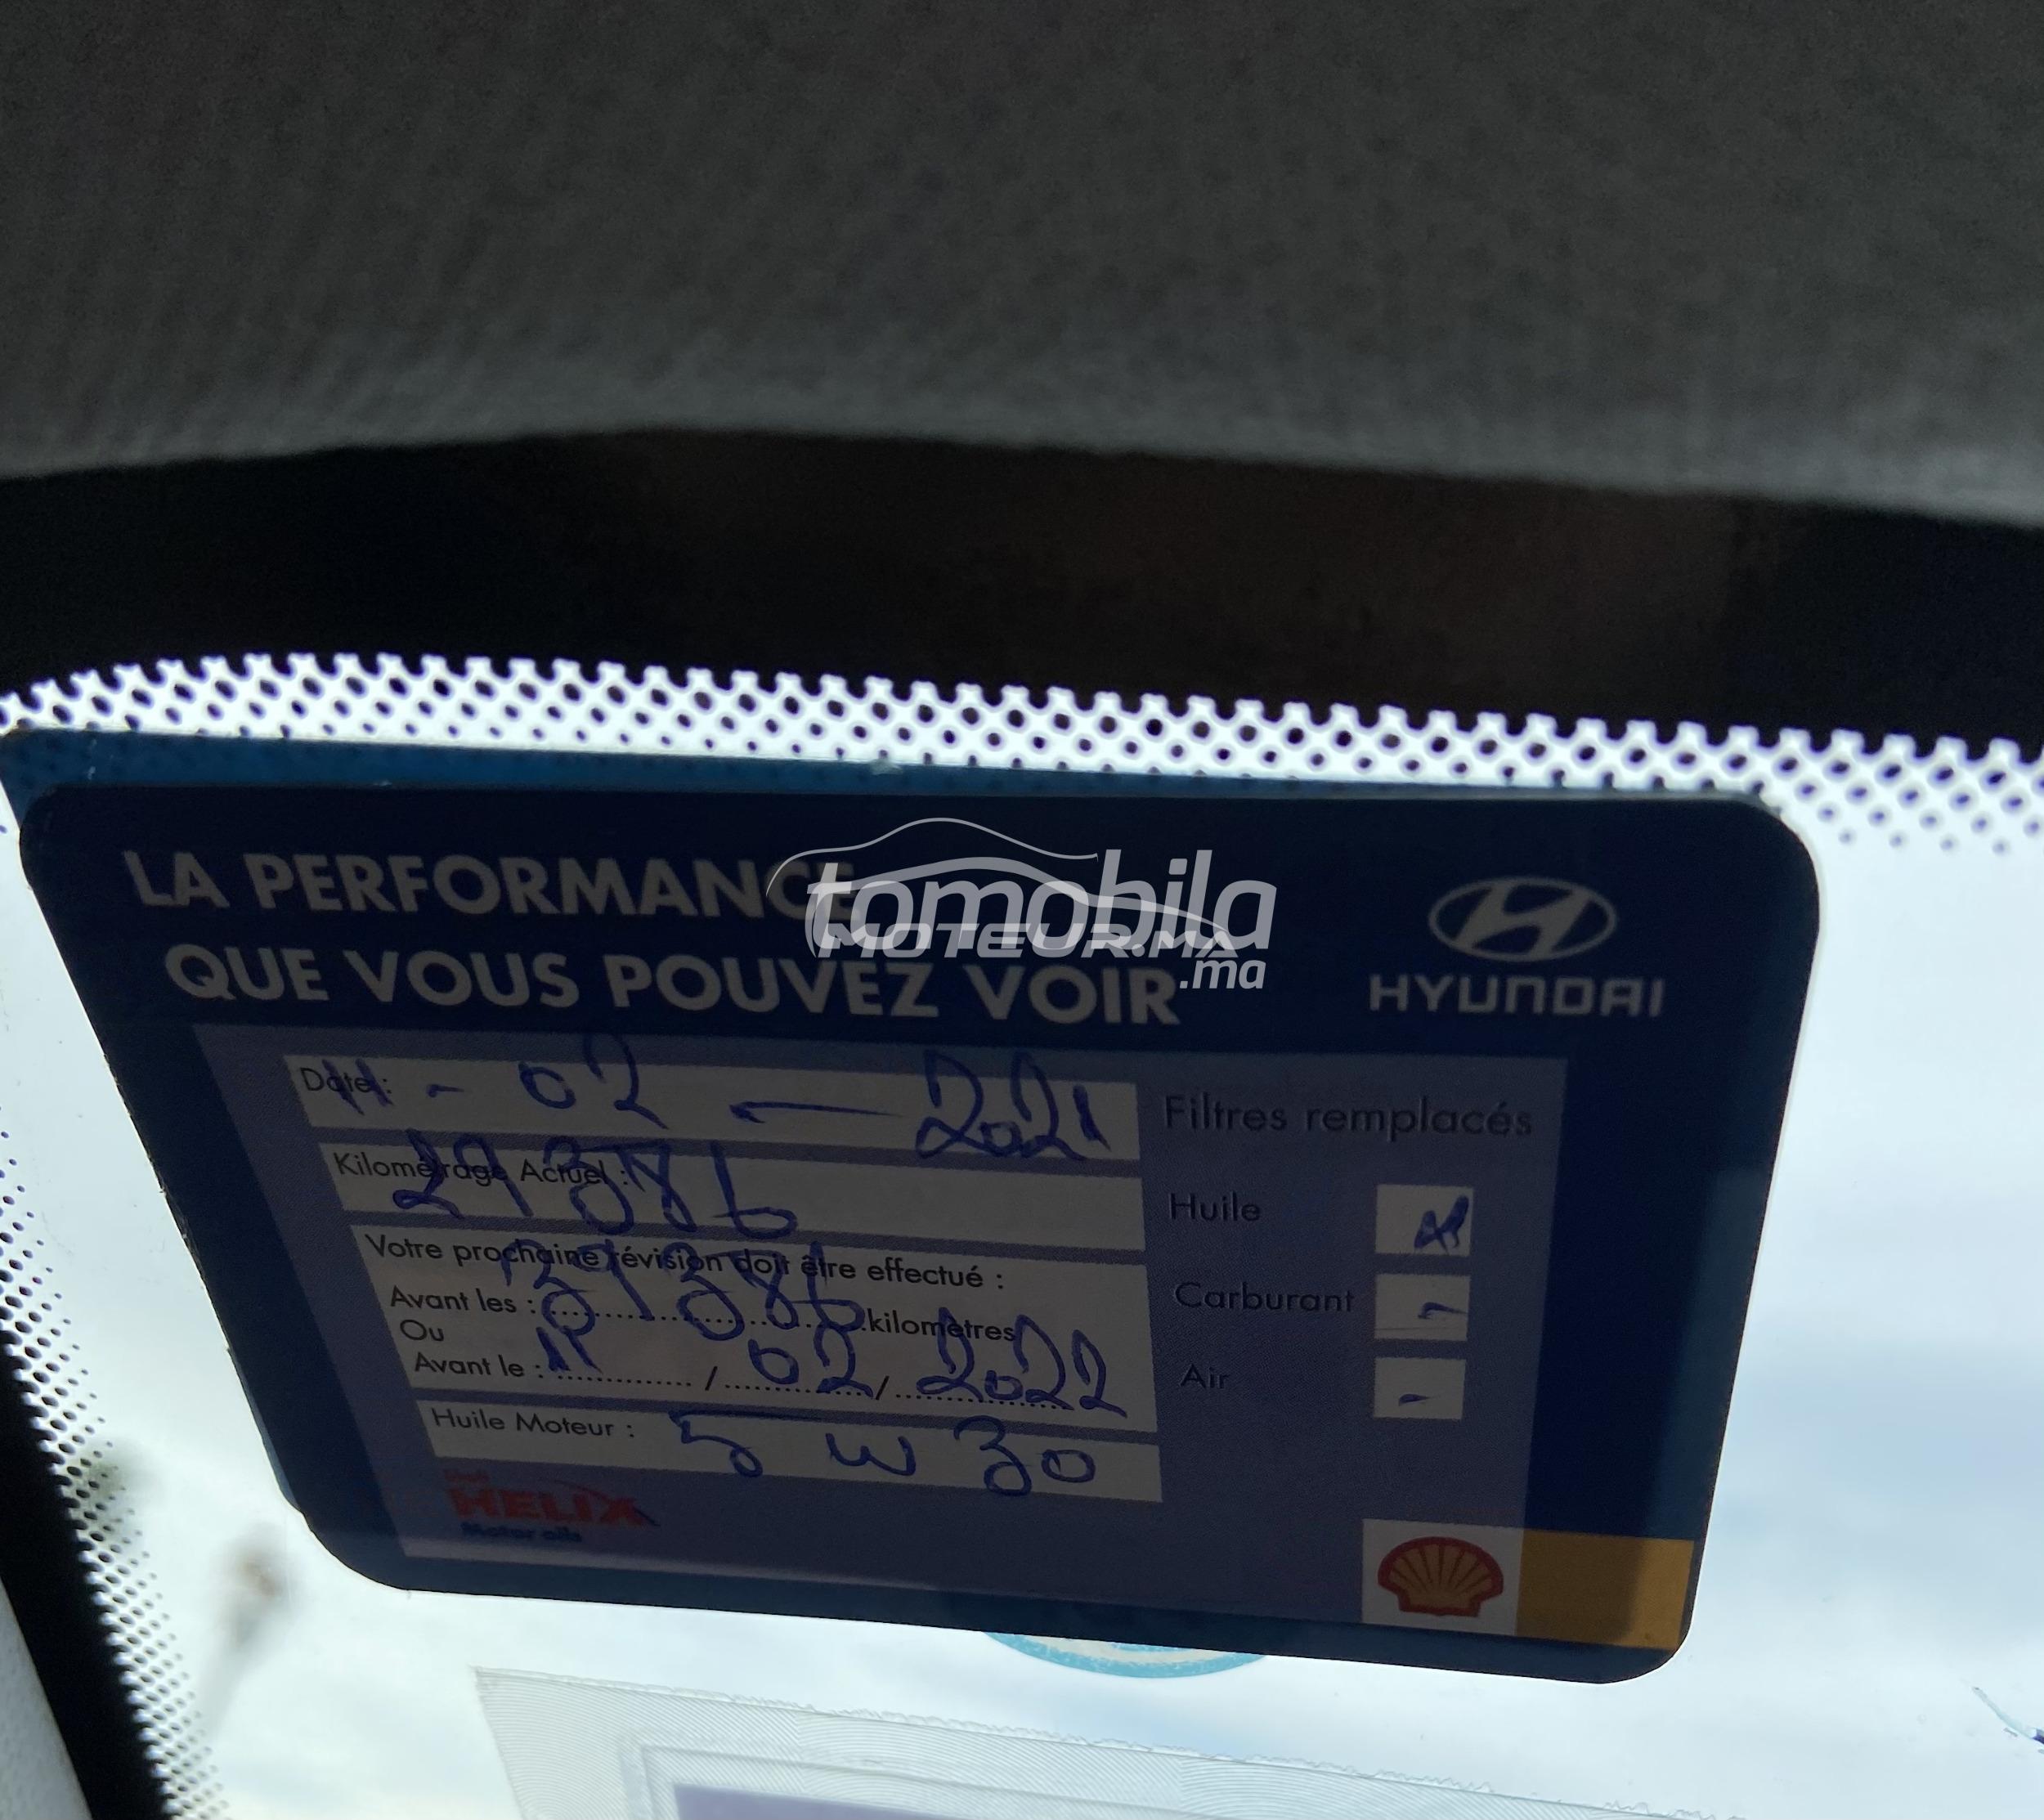 LA PERFORMANCE
QUE VOUS POUVEZ VOIR
tomobila
MOTEUR.MA
.ma
HYUNDAI
Date : 11 - 02 - 2021
Kilométrage Actuel : 29386
Votre prochaine révision doit être effectué :
Avant les : 39386 kilomètres
Ou
Avant le : 11 / 02 / 2022
Huile Moteur : 5 W 30
Filtres remplacés
Huile
Carburant -
Air -
HELIX
Motor oils